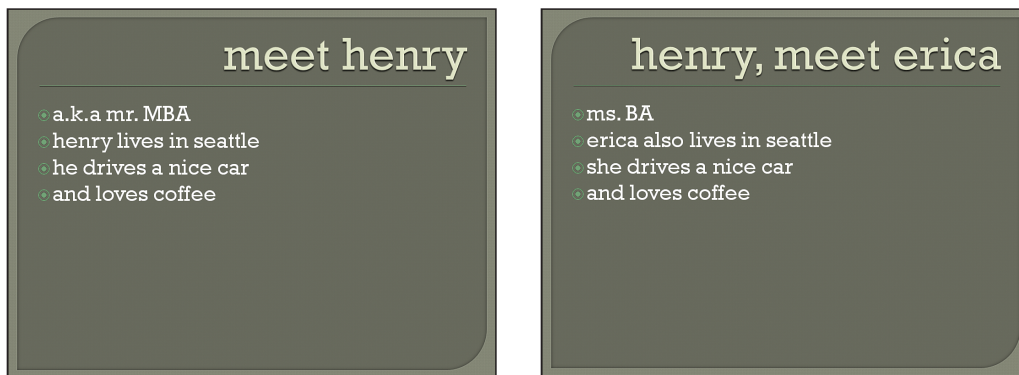 meet henry
a.k.a mr. MBA
henry lives in seattle
he drives a nice car
and loves coffee
henry, meet erica
ms. BA
erica also lives in seattle
she drives a nice car
and loves coffee